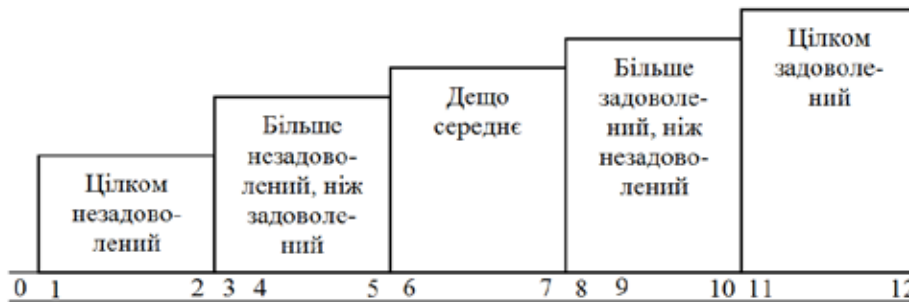 Цілком
незадово-
лений
Більше
незадово-
лений, ніж
задоволе-
ний
Дещо
середнє
Більше
задоволе-
ний, ніж
незадово-
лений
Цілком
задоволе-
ний
0 1 2 3 4 5 6 7 8 9 10 11 12